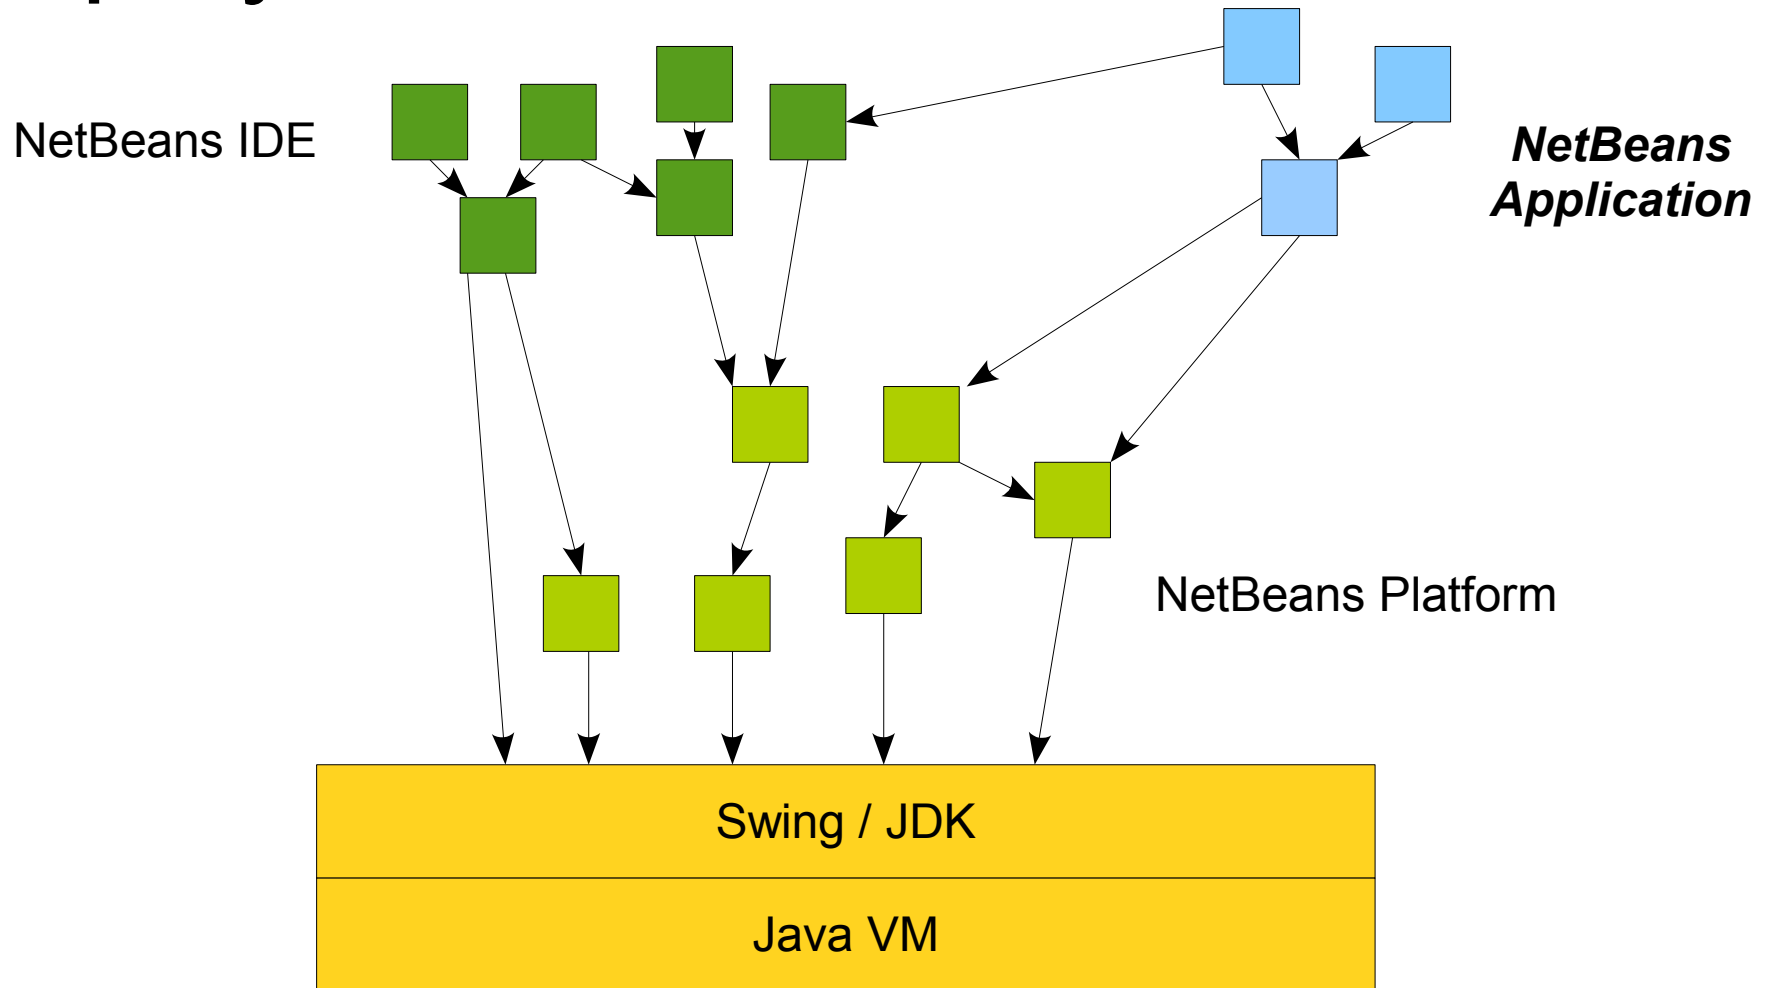 NetBeans IDE
NetBeans
Application
NetBeans Platform
Swing / JDK
Java VM